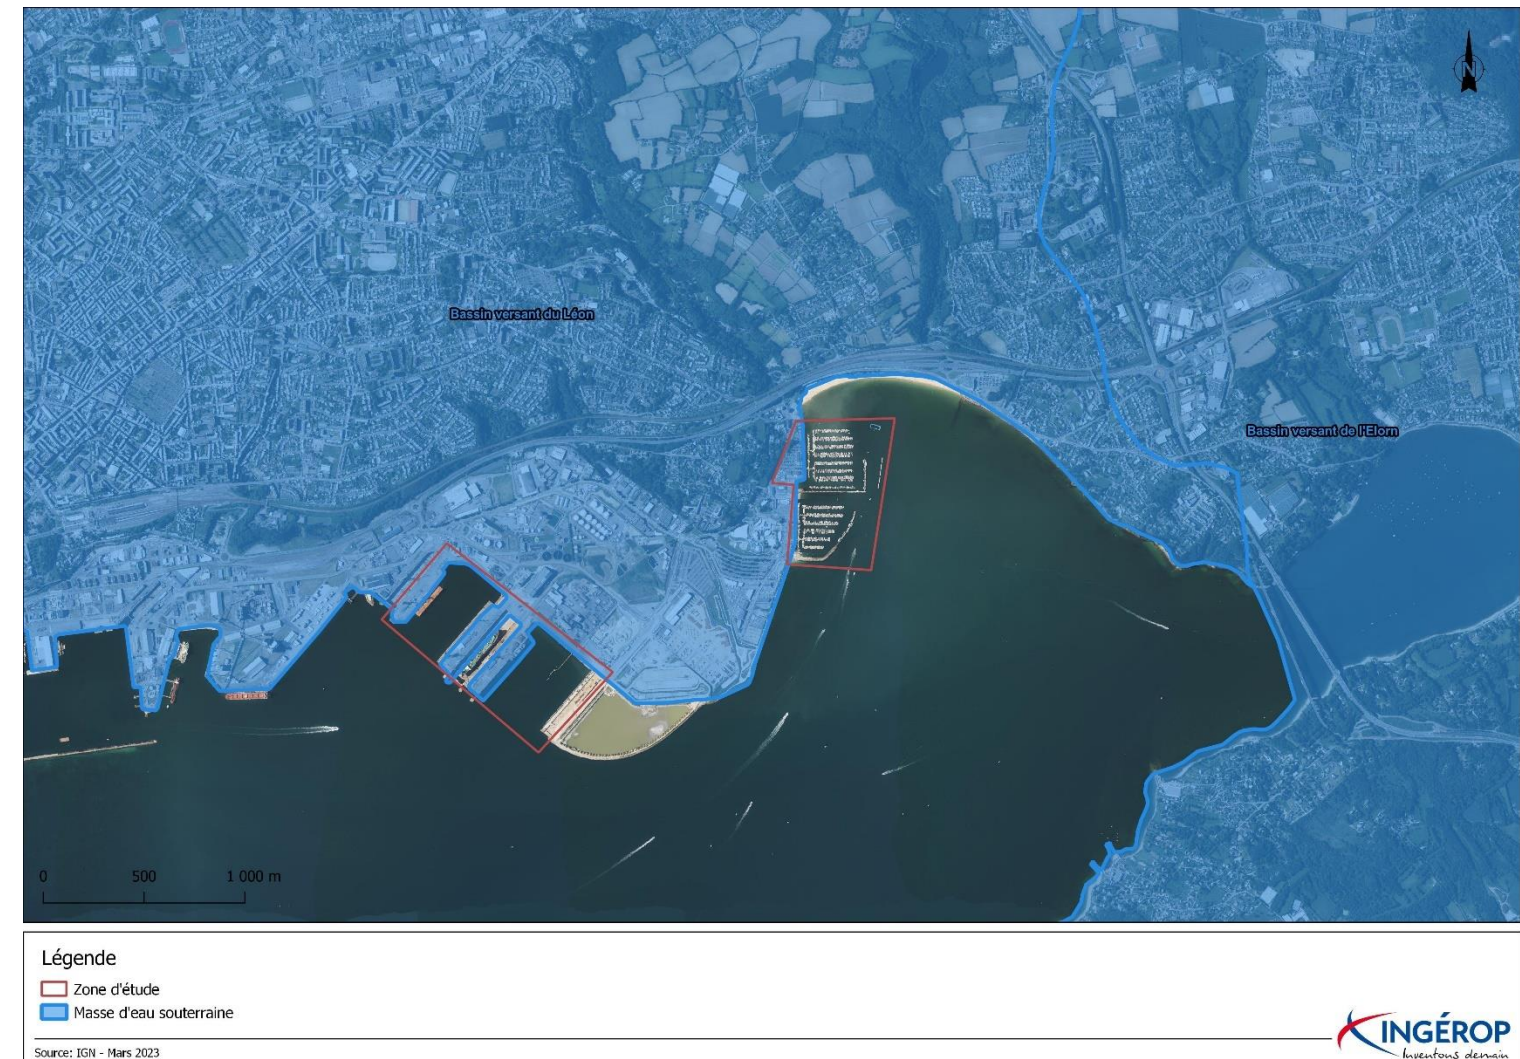 N
Bassin versant du Léon
Bassin versant de l'Elorn
0 500 1 000 m
Légende
Zone d'étude
Masse d'eau souterraine
INGÉROP
Inventons demain
Source: IGN - Mars 2023